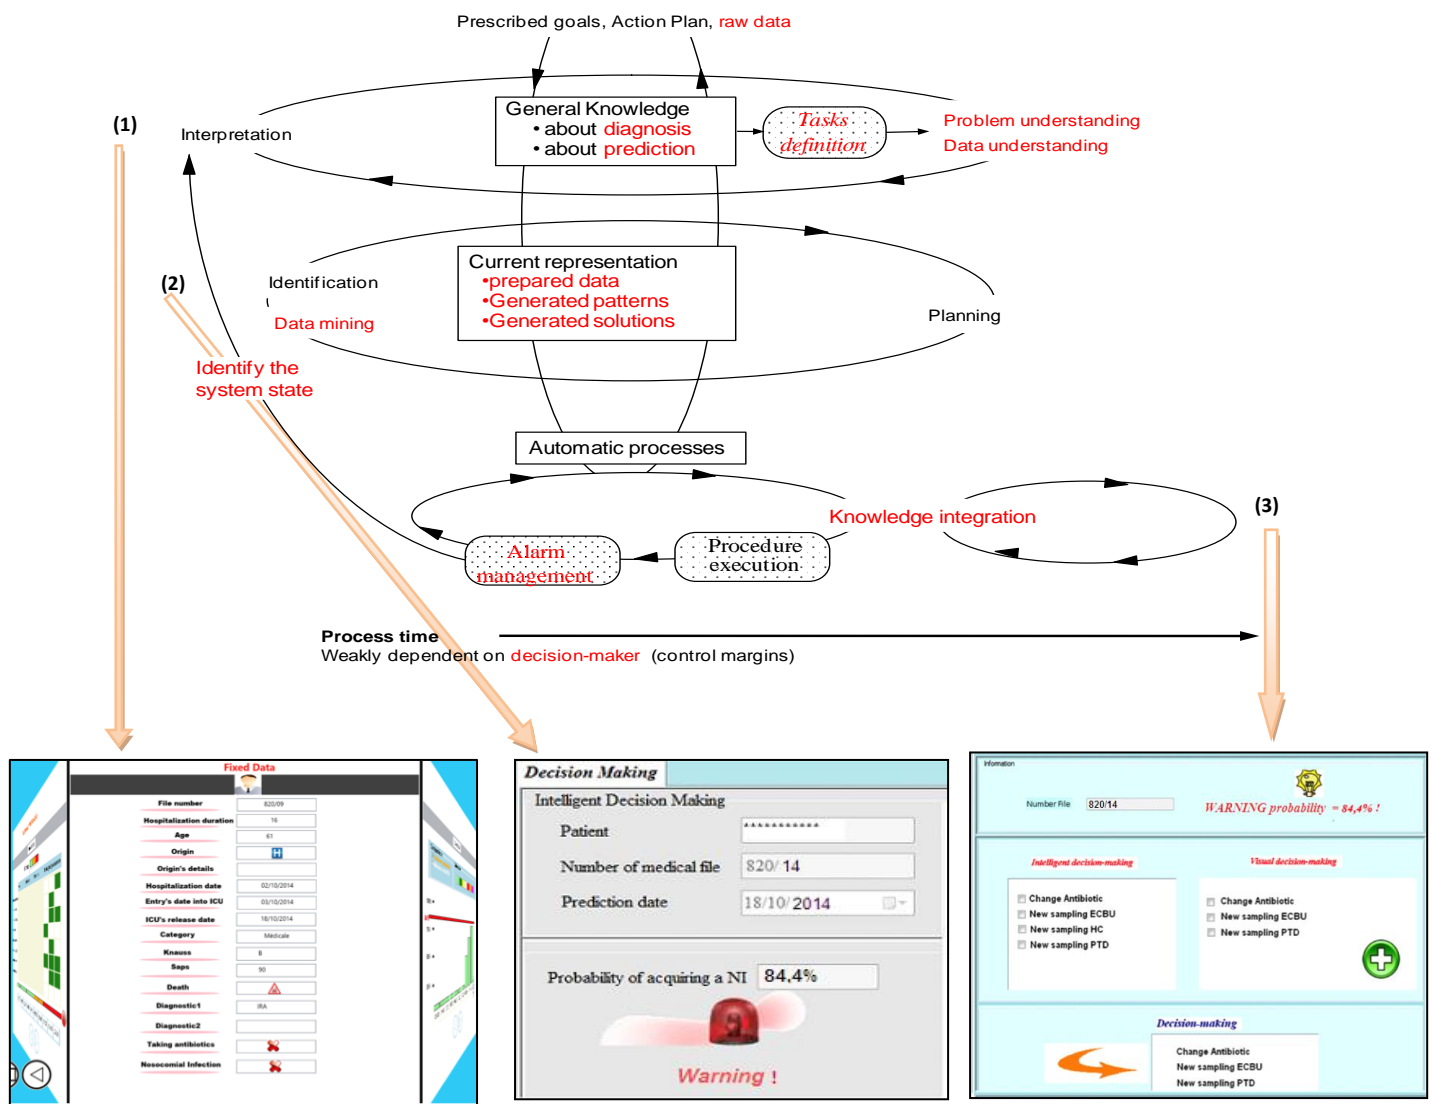 Prescribed goals, Action Plan, raw data
(1)
Interpretation
General Knowledge
• about diagnosis
• about prediction
Tasks
definition
Problem understanding
Data understanding
(2)
Identification
Data mining
Current representation
•prepared data
•Generated patterns
•Generated solutions
Planning
Identify the
system state
Automatic processes
Knowledge integration
(3)
Alarm
management
Procedure
execution
Process time
Weakly dependent on decision-maker (control margins)
Fixed Data
File number 820/09
Hospitalization duration 16
Age 61
Origin H
Origin's details
Hospitalization date 02/10/2014
Entry's date into ICU 03/10/2014
ICU's release date 18/10/2014
Category Médicale
Knauss B
Saps 90
Death
Diagnostic1 IRA
Diagnostic2
Taking antibiotics
Nosocomial Infection
Decision Making
Intelligent Decision Making
Patient ***********
Number of medical file 820/ 14
Prediction date 18/10/ 2014
Probability of acquiring a NI 84,4%
Warning !
Information
Number File 820/14
WARNING probability = 84,4% !
Intelligent decision-making
Change Antibiotic
New sampling ECBU
New sampling HC
New sampling PTD
Visual decision-making
Change Antibiotic
New sampling ECBU
New sampling PTD
Decision-making
Change Antibiotic
New sampling ECBU
New sampling PTD